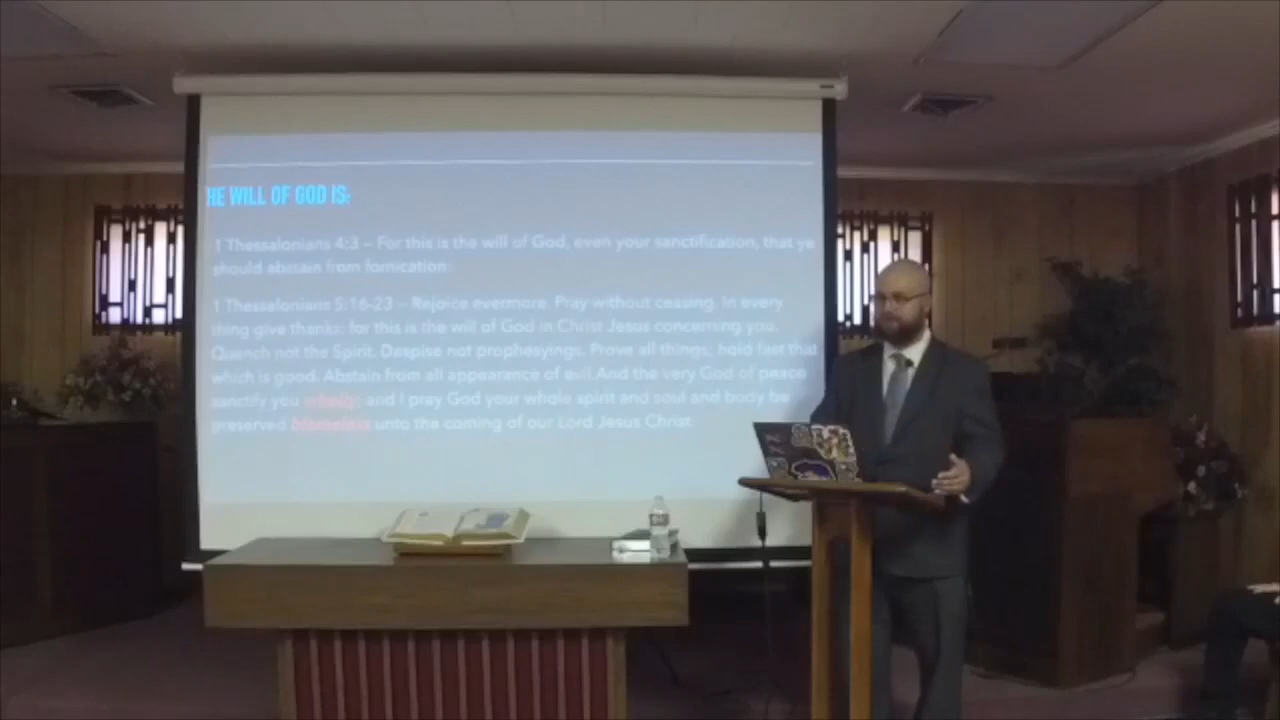 HE WILL OF GOD IS:
1 Thessalonians 4:3 – For this is the will of God, even your sanctification, that ye
should abstain from fornication:
1 Thessalonians 5:16-23 – Rejoice evermore. Pray without ceasing. In every
thing give thanks: for this is the will of God in Christ Jesus concerning you.
Quench not the Spirit. Despise not prophesyings. Prove all things; hold fast that
which is good. Abstain from all appearance of evil. And the very God of peace
sanctify you wholly; and I pray God your whole spirit and soul and body be
preserved blameless unto the coming of our Lord Jesus Christ.